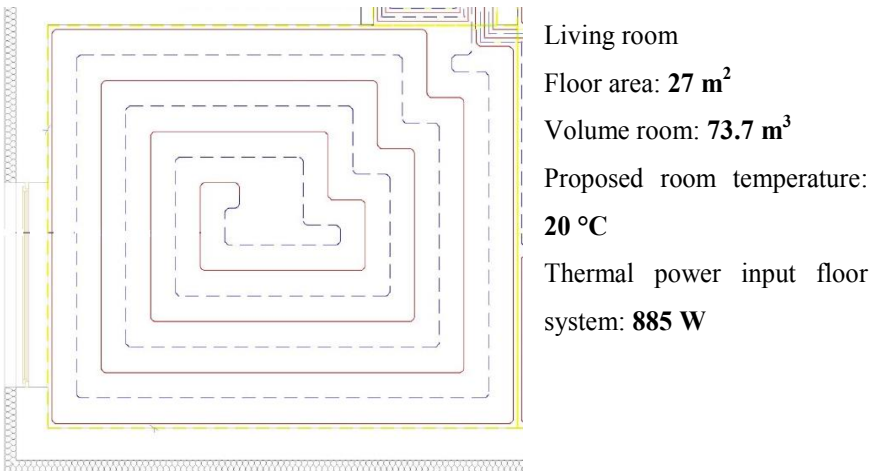 Living room
Floor area: 27 m²
Volume room: 73.7 m³
Proposed room temperature:
20 °C
Thermal power input floor
system: 885 W